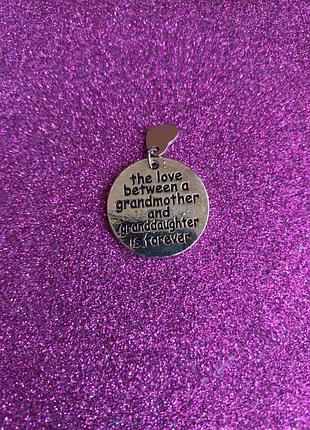 the love
between a
grandmother
and
granddaughter
is forever